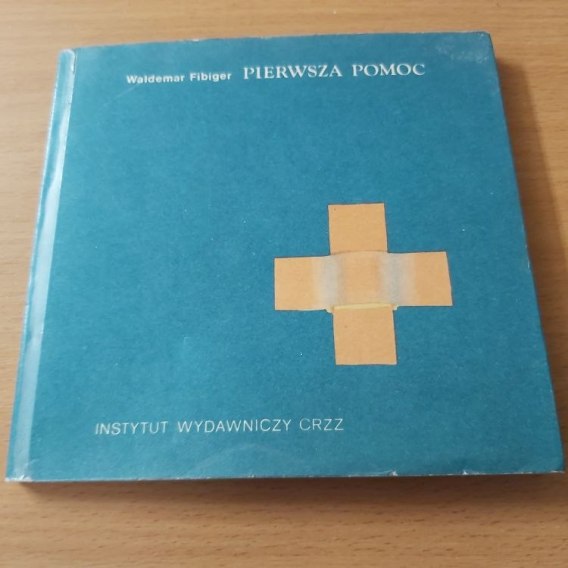 Waldemar Fibiger PIERWSZA POMOC
INSTYTUT WYDAWNICZY CRZZ